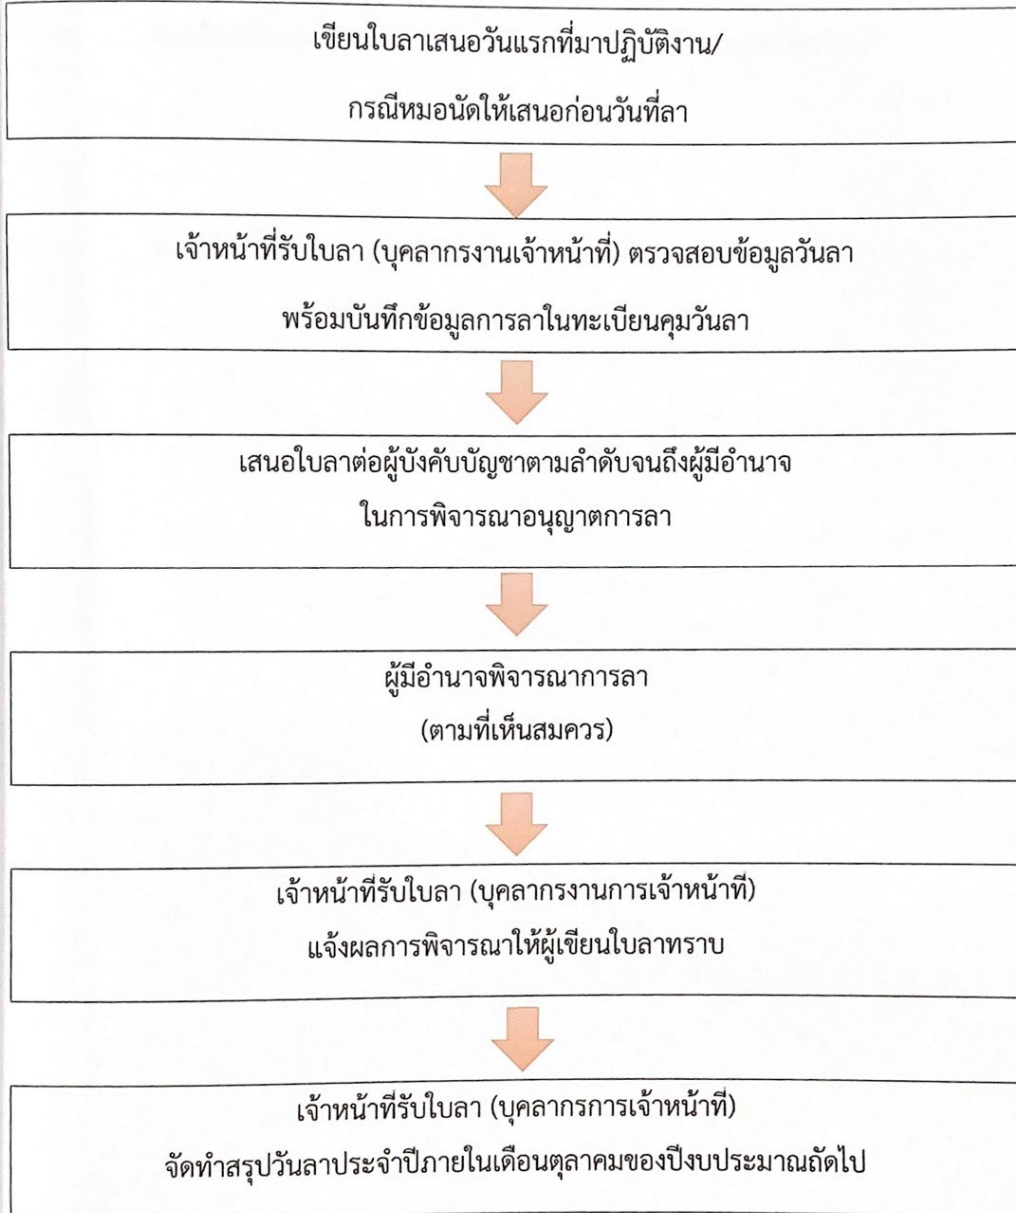 เขียนใบลาเสนอวันแรกที่มาปฏิบัติงาน/
กรณีหมอนัดให้เสนอก่อนวันที่ลา
เจ้าหน้าที่รับใบลา (บุคลากรงานเจ้าหน้าที่) ตรวจสอบข้อมูลวันลา
พร้อมบันทึกข้อมูลการลาในทะเบียนคุมวันลา
เสนอใบลาต่อผู้บังคับบัญชาตามลำดับจนถึงผู้มีอำนาจ
ในการพิจารณาอนุญาตการลา
ผู้มีอำนาจพิจารณาการลา
(ตามที่เห็นสมควร)
เจ้าหน้าที่รับใบลา (บุคลากรงานการเจ้าหน้าที่)
แจ้งผลการพิจารณาให้ผู้เขียนใบลาทราบ
เจ้าหน้าที่รับใบลา (บุคลากรการเจ้าหน้าที่)
จัดทำสรุปวันลาประจำปีภายในเดือนตุลาคมของปีงบประมาณถัดไป